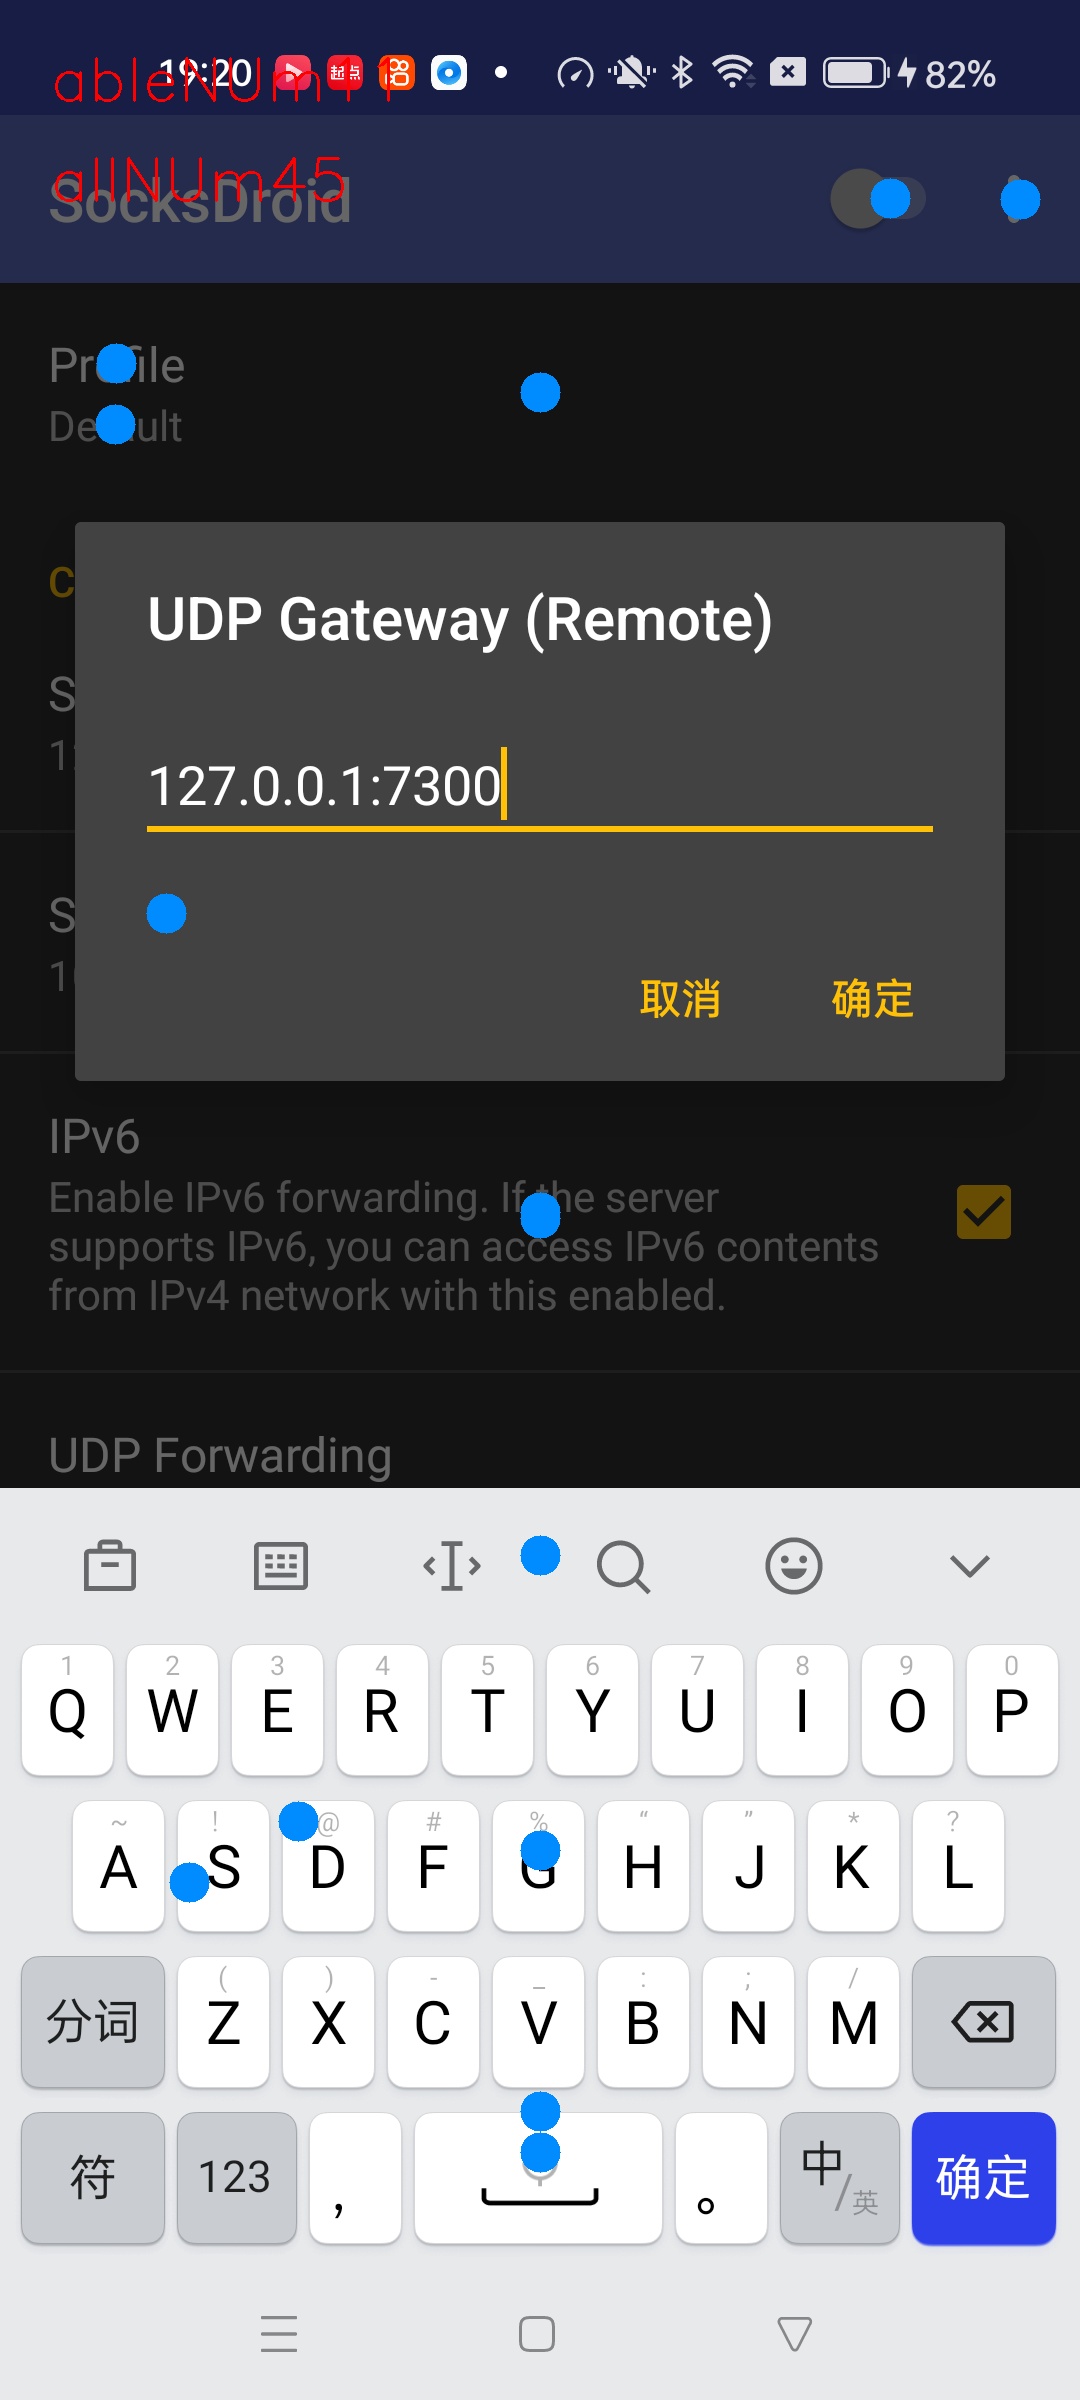 19:20
起点
82%
ableNUm11
allNUm45
SocksDroid
Profile
Default
C
S
1
UDP Gateway (Remote)
127.0.0.1:7300
S
1
取消 确定
IPv6
Enable IPv6 forwarding. If the server
supports IPv6, you can access IPv6 contents
from IPv4 network with this enabled.
UDP Forwarding
1 2 3 4 5 6 7 8 9 0
Q W E R T Y U I O P
~ ! @ # % “ ” * ?
A S D F G H J K L
( ) - _ : ; /
分词 Z X C V B N M
符 123 , 。 中/英 确定